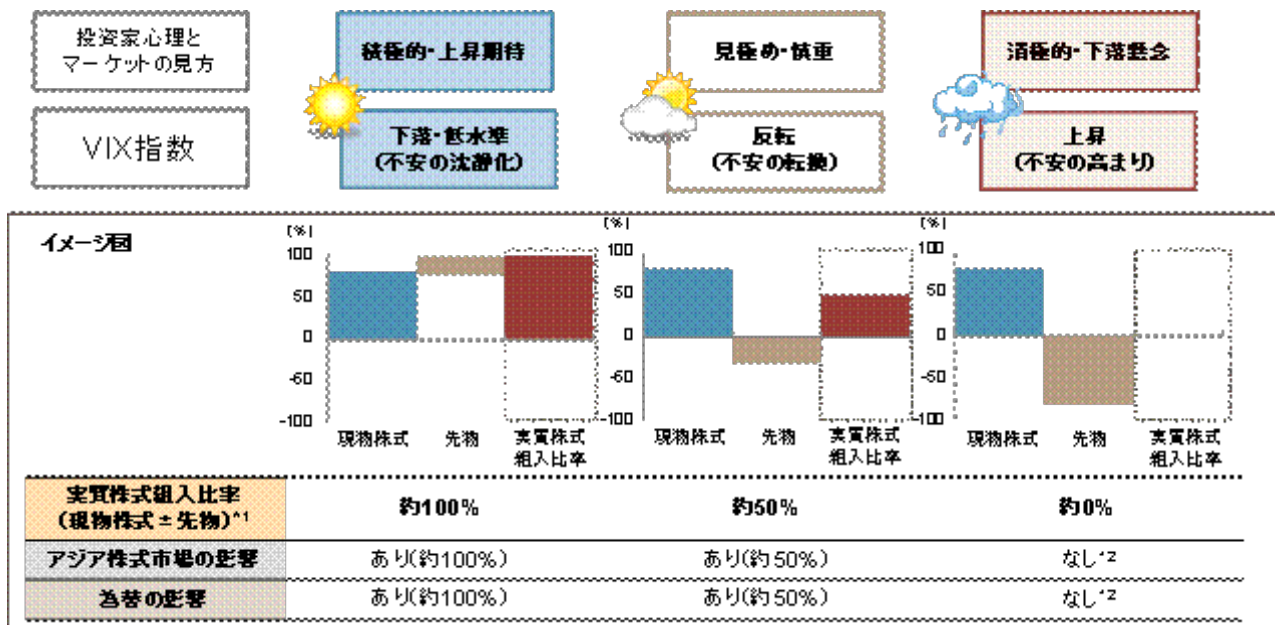 投資家心理と
マーケットの見方
積極的・上昇期待
見極め・慎重
消極的・下落懸念
VIX指数
下落・低水準
(不安の沈静化)
反転
(不安の転換)
上昇
(不安の高まり)
イメージ図
[%]
100
50
0
-50
-100
現物株式
先物
実質株式
組入比率
[%]
100
50
0
-50
-100
現物株式
先物
実質株式
組入比率
[%]
100
50
0
-50
-100
現物株式
先物
実質株式
組入比率
実質株式組入比率
(現物株式±先物)*1
約100%
約50%
約0%
アジア株式市場の影響
あり(約100%)
あり(約50%)
なし*2
為替の影響
あり(約100%)
あり(約50%)
なし*2